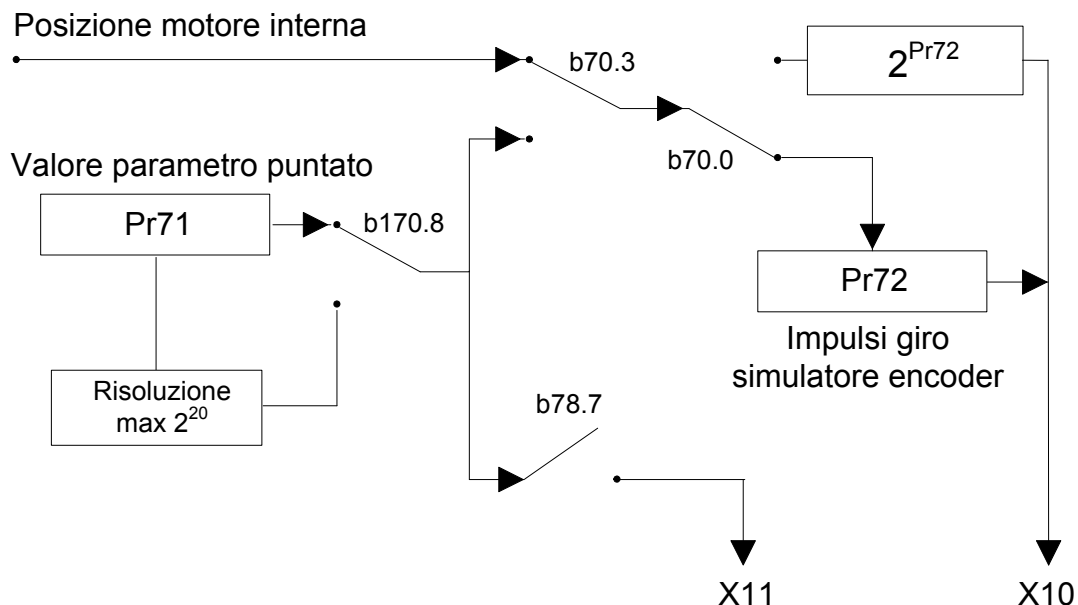 Posizione motore interna
b70.3
2^Pr72
b70.0
Valore parametro puntato
Pr71
b170.8
Pr72
Impulsi giro
simulatore encoder
Risoluzione
max 2^20
b78.7
X11
X10